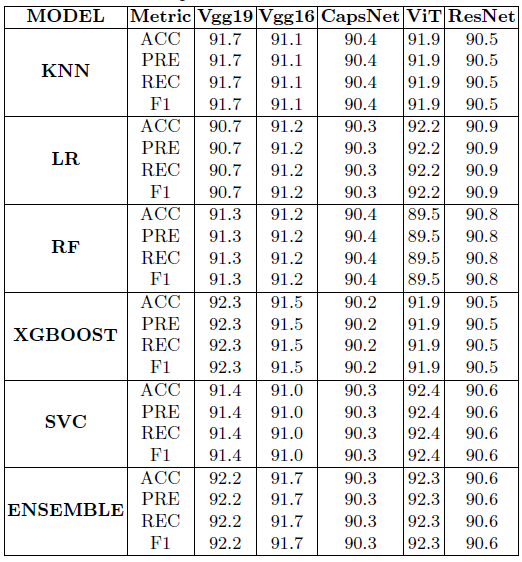 MODEL Metric Vgg19 Vgg16 CapsNet ViT ResNet
KNN ACC 91.7 91.1 90.4 91.9 90.5
PRE 91.7 91.1 90.4 91.9 90.5
REC 91.7 91.1 90.4 91.9 90.5
F1 91.7 91.1 90.4 91.9 90.5
LR ACC 90.7 91.2 90.3 92.2 90.9
PRE 90.7 91.2 90.3 92.2 90.9
REC 90.7 91.2 90.3 92.2 90.9
F1 90.7 91.2 90.3 92.2 90.9
RF ACC 91.3 91.2 90.4 89.5 90.8
PRE 91.3 91.2 90.4 89.5 90.8
REC 91.3 91.2 90.4 89.5 90.8
F1 91.3 91.2 90.4 89.5 90.8
XGBOOST ACC 92.3 91.5 90.2 91.9 90.5
PRE 92.3 91.5 90.2 91.9 90.5
REC 92.3 91.5 90.2 91.9 90.5
F1 92.3 91.5 90.2 91.9 90.5
SVC ACC 91.4 91.0 90.3 92.4 90.6
PRE 91.4 91.0 90.3 92.4 90.6
REC 91.4 91.0 90.3 92.4 90.6
F1 91.4 91.0 90.3 92.4 90.6
ENSEMBLE ACC 92.2 91.7 90.3 92.3 90.6
PRE 92.2 91.7 90.3 92.3 90.6
REC 92.2 91.7 90.3 92.3 90.6
F1 92.2 91.7 90.3 92.3 90.6